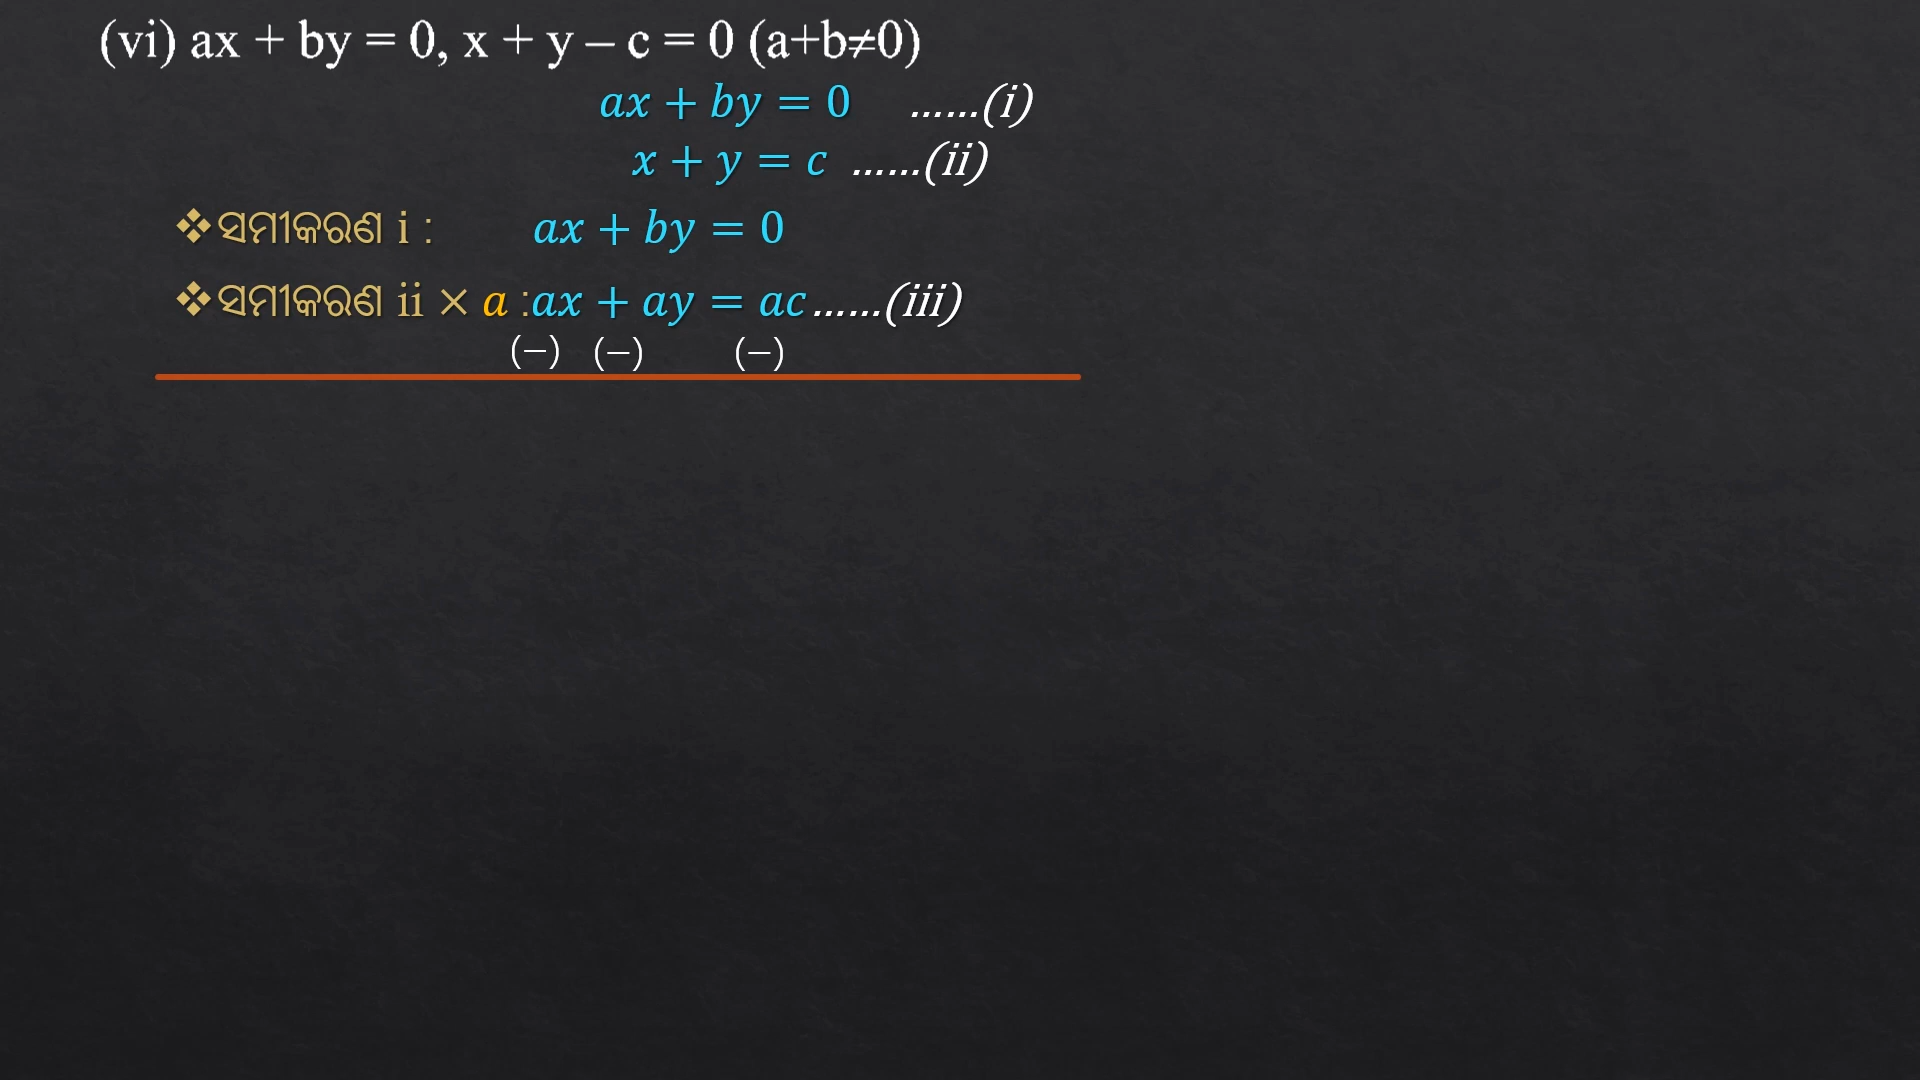 (vi) ax + by = 0, x + y – c = 0 (a+b≠0)
ax + by = 0 ……(i)
x + y = c ……(ii)
❖ସମୀକରଣ i : ax + by = 0
❖ସମୀକରଣ ii × a :ax + ay = ac……(iii)
(−) (−) (−)